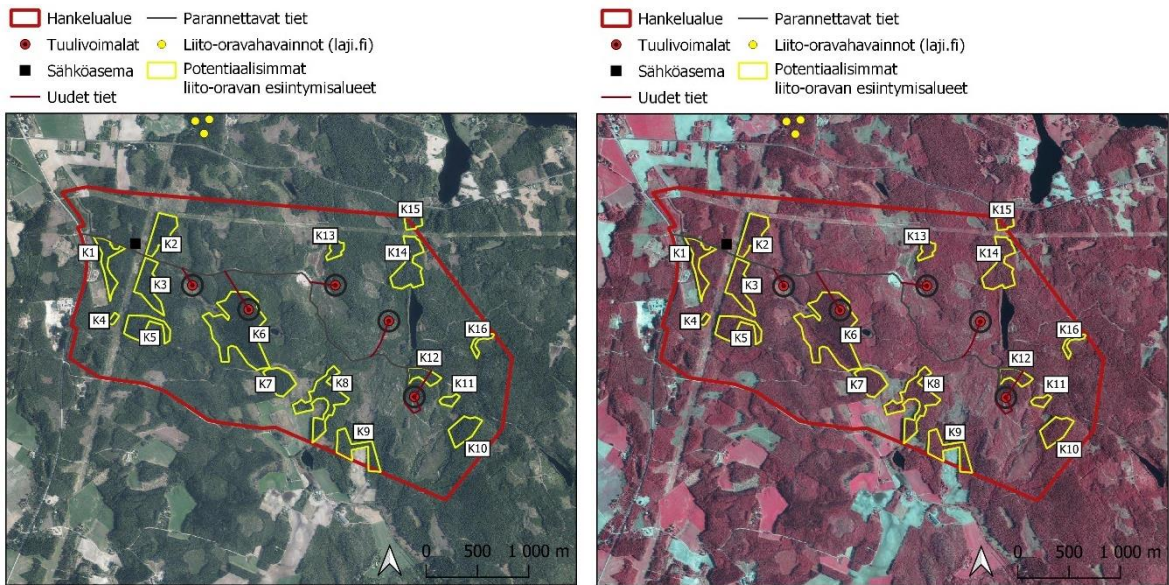 Hankelualue
Parannettavat tiet
Tuulivoimalat
Liito-oravahavainnot (laji.fi)
Sähköasema
Potentiaalisimmat
liito-oravan esiintymisalueet
Uudet tiet
K15
K2
K1
K13
K14
K3
K4
K5
K6
K16
K12
K7
K8
K11
K9
K10
0 500 1 000 m
Hankelualue
Parannettavat tiet
Tuulivoimalat
Liito-oravahavainnot (laji.fi)
Sähköasema
Potentiaalisimmat
liito-oravan esiintymisalueet
Uudet tiet
K15
K2
K1
K13
K14
K3
K4
K5
K6
K16
K12
K7
K8
K11
K9
K10
0 500 1 000 m